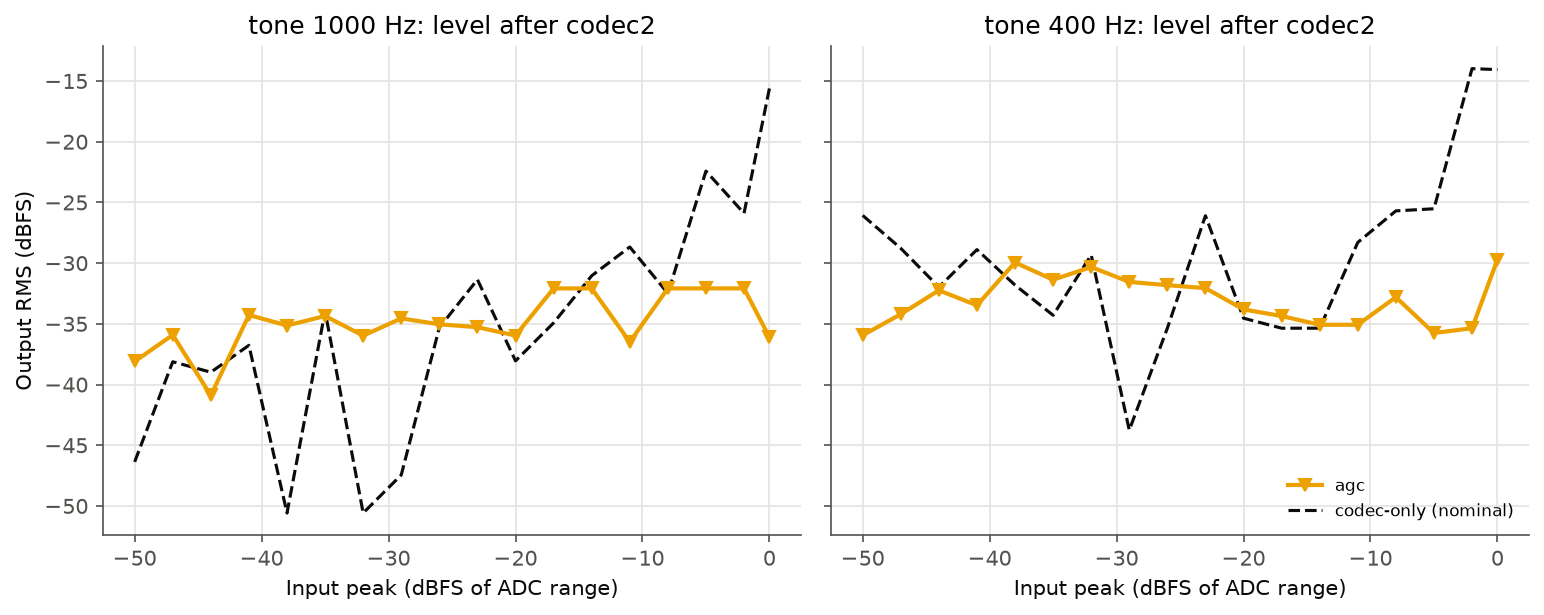 tone 1000 Hz: level after codec2
tone 400 Hz: level after codec2
Output RMS (dBFS)
−15
−20
−25
−30
−35
−40
−45
−50
−50 −40 −30 −20 −10 0
−50 −40 −30 −20 −10 0
Input peak (dBFS of ADC range)
Input peak (dBFS of ADC range)
agc
codec-only (nominal)